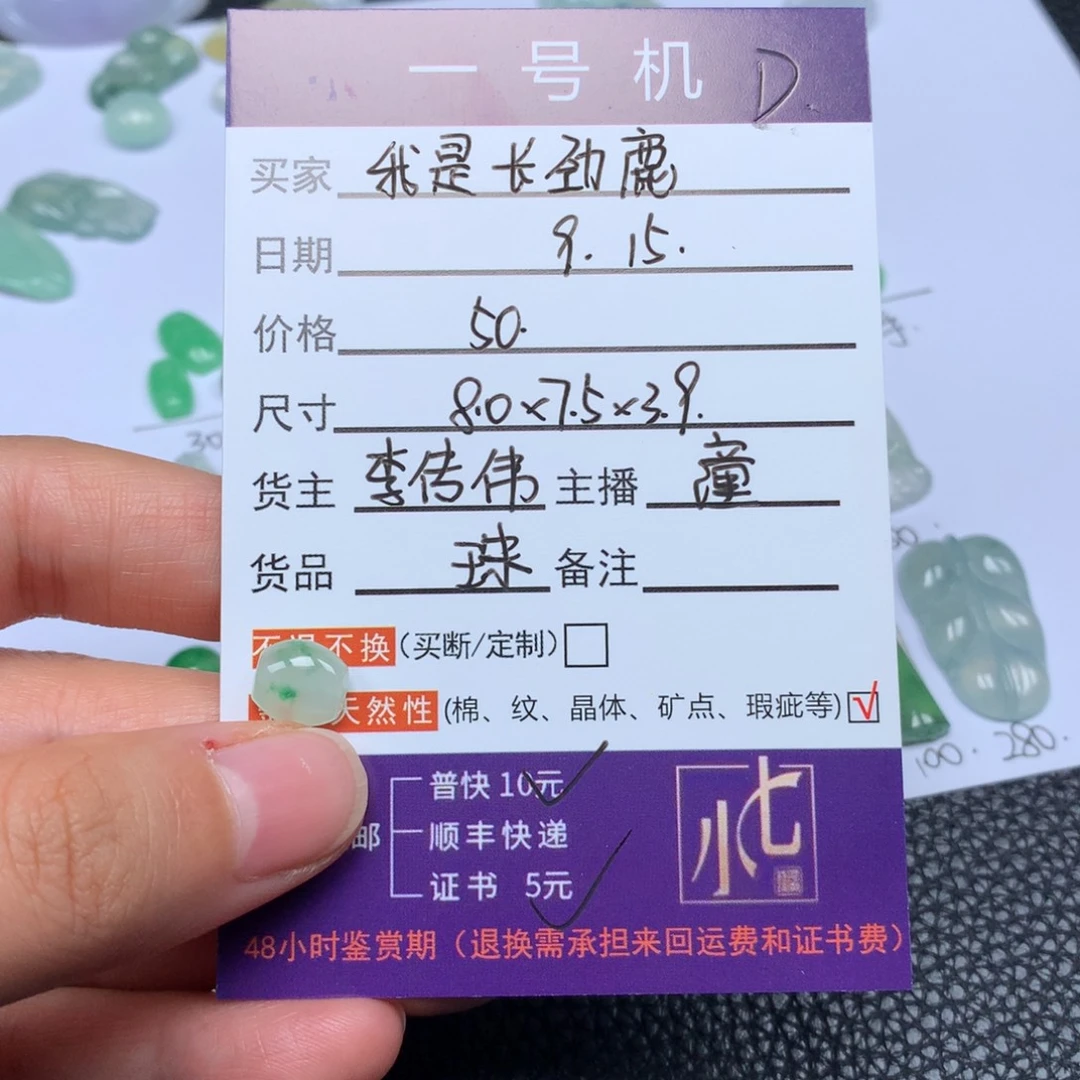 一号机 D
买家 我是长劲鹿
日期 9.15.
价格 50.
尺寸 8.0×7.5×3.9.
货主 李传伟 主播 潼
货品 珠 备注
不换(买断/定制)
天然性(棉、纹、晶体、矿点、瑕疵等)√
普快 10元
邮 顺丰快递
证书 5元
小七
48小时鉴赏期(退换需承担来回运费和证书费)
30
100. 280.